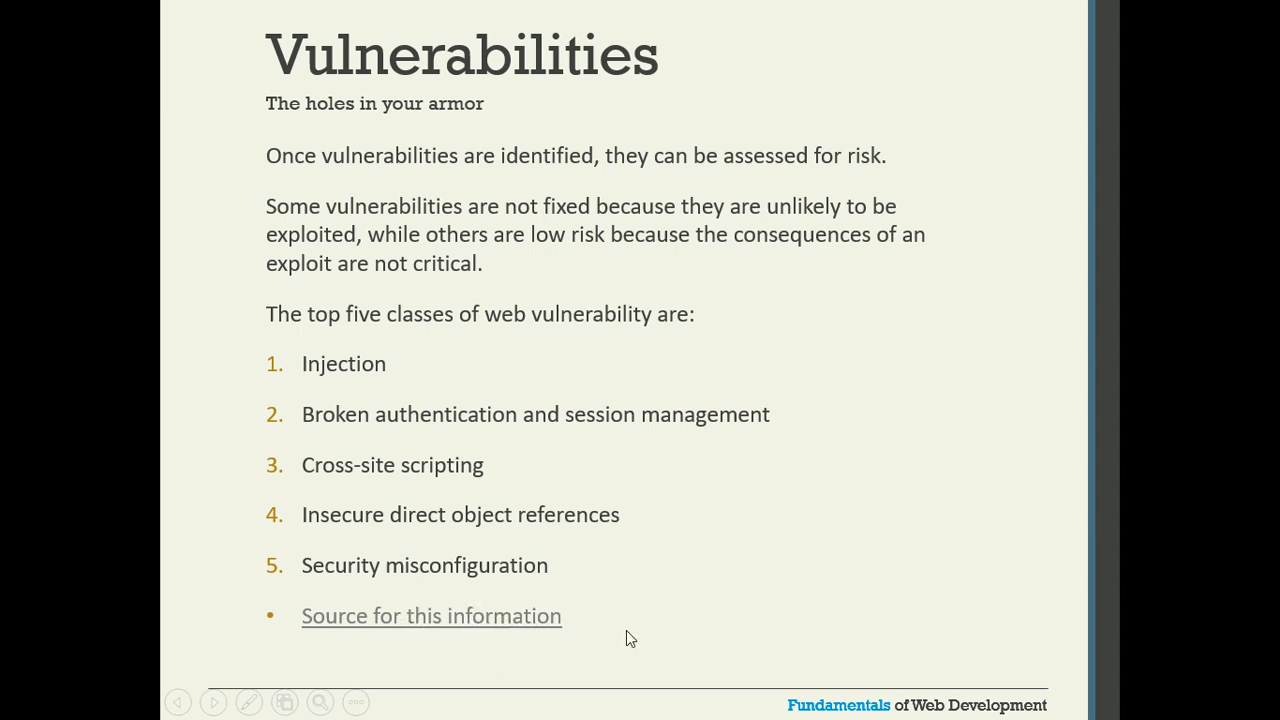 Vulnerabilities
The holes in your armor
Once vulnerabilities are identified, they can be assessed for risk.
Some vulnerabilities are not fixed because they are unlikely to be
exploited, while others are low risk because the consequences of an
exploit are not critical.
The top five classes of web vulnerability are:
1. Injection
2. Broken authentication and session management
3. Cross-site scripting
4. Insecure direct object references
5. Security misconfiguration
• Source for this information
Fundamentals of Web Development